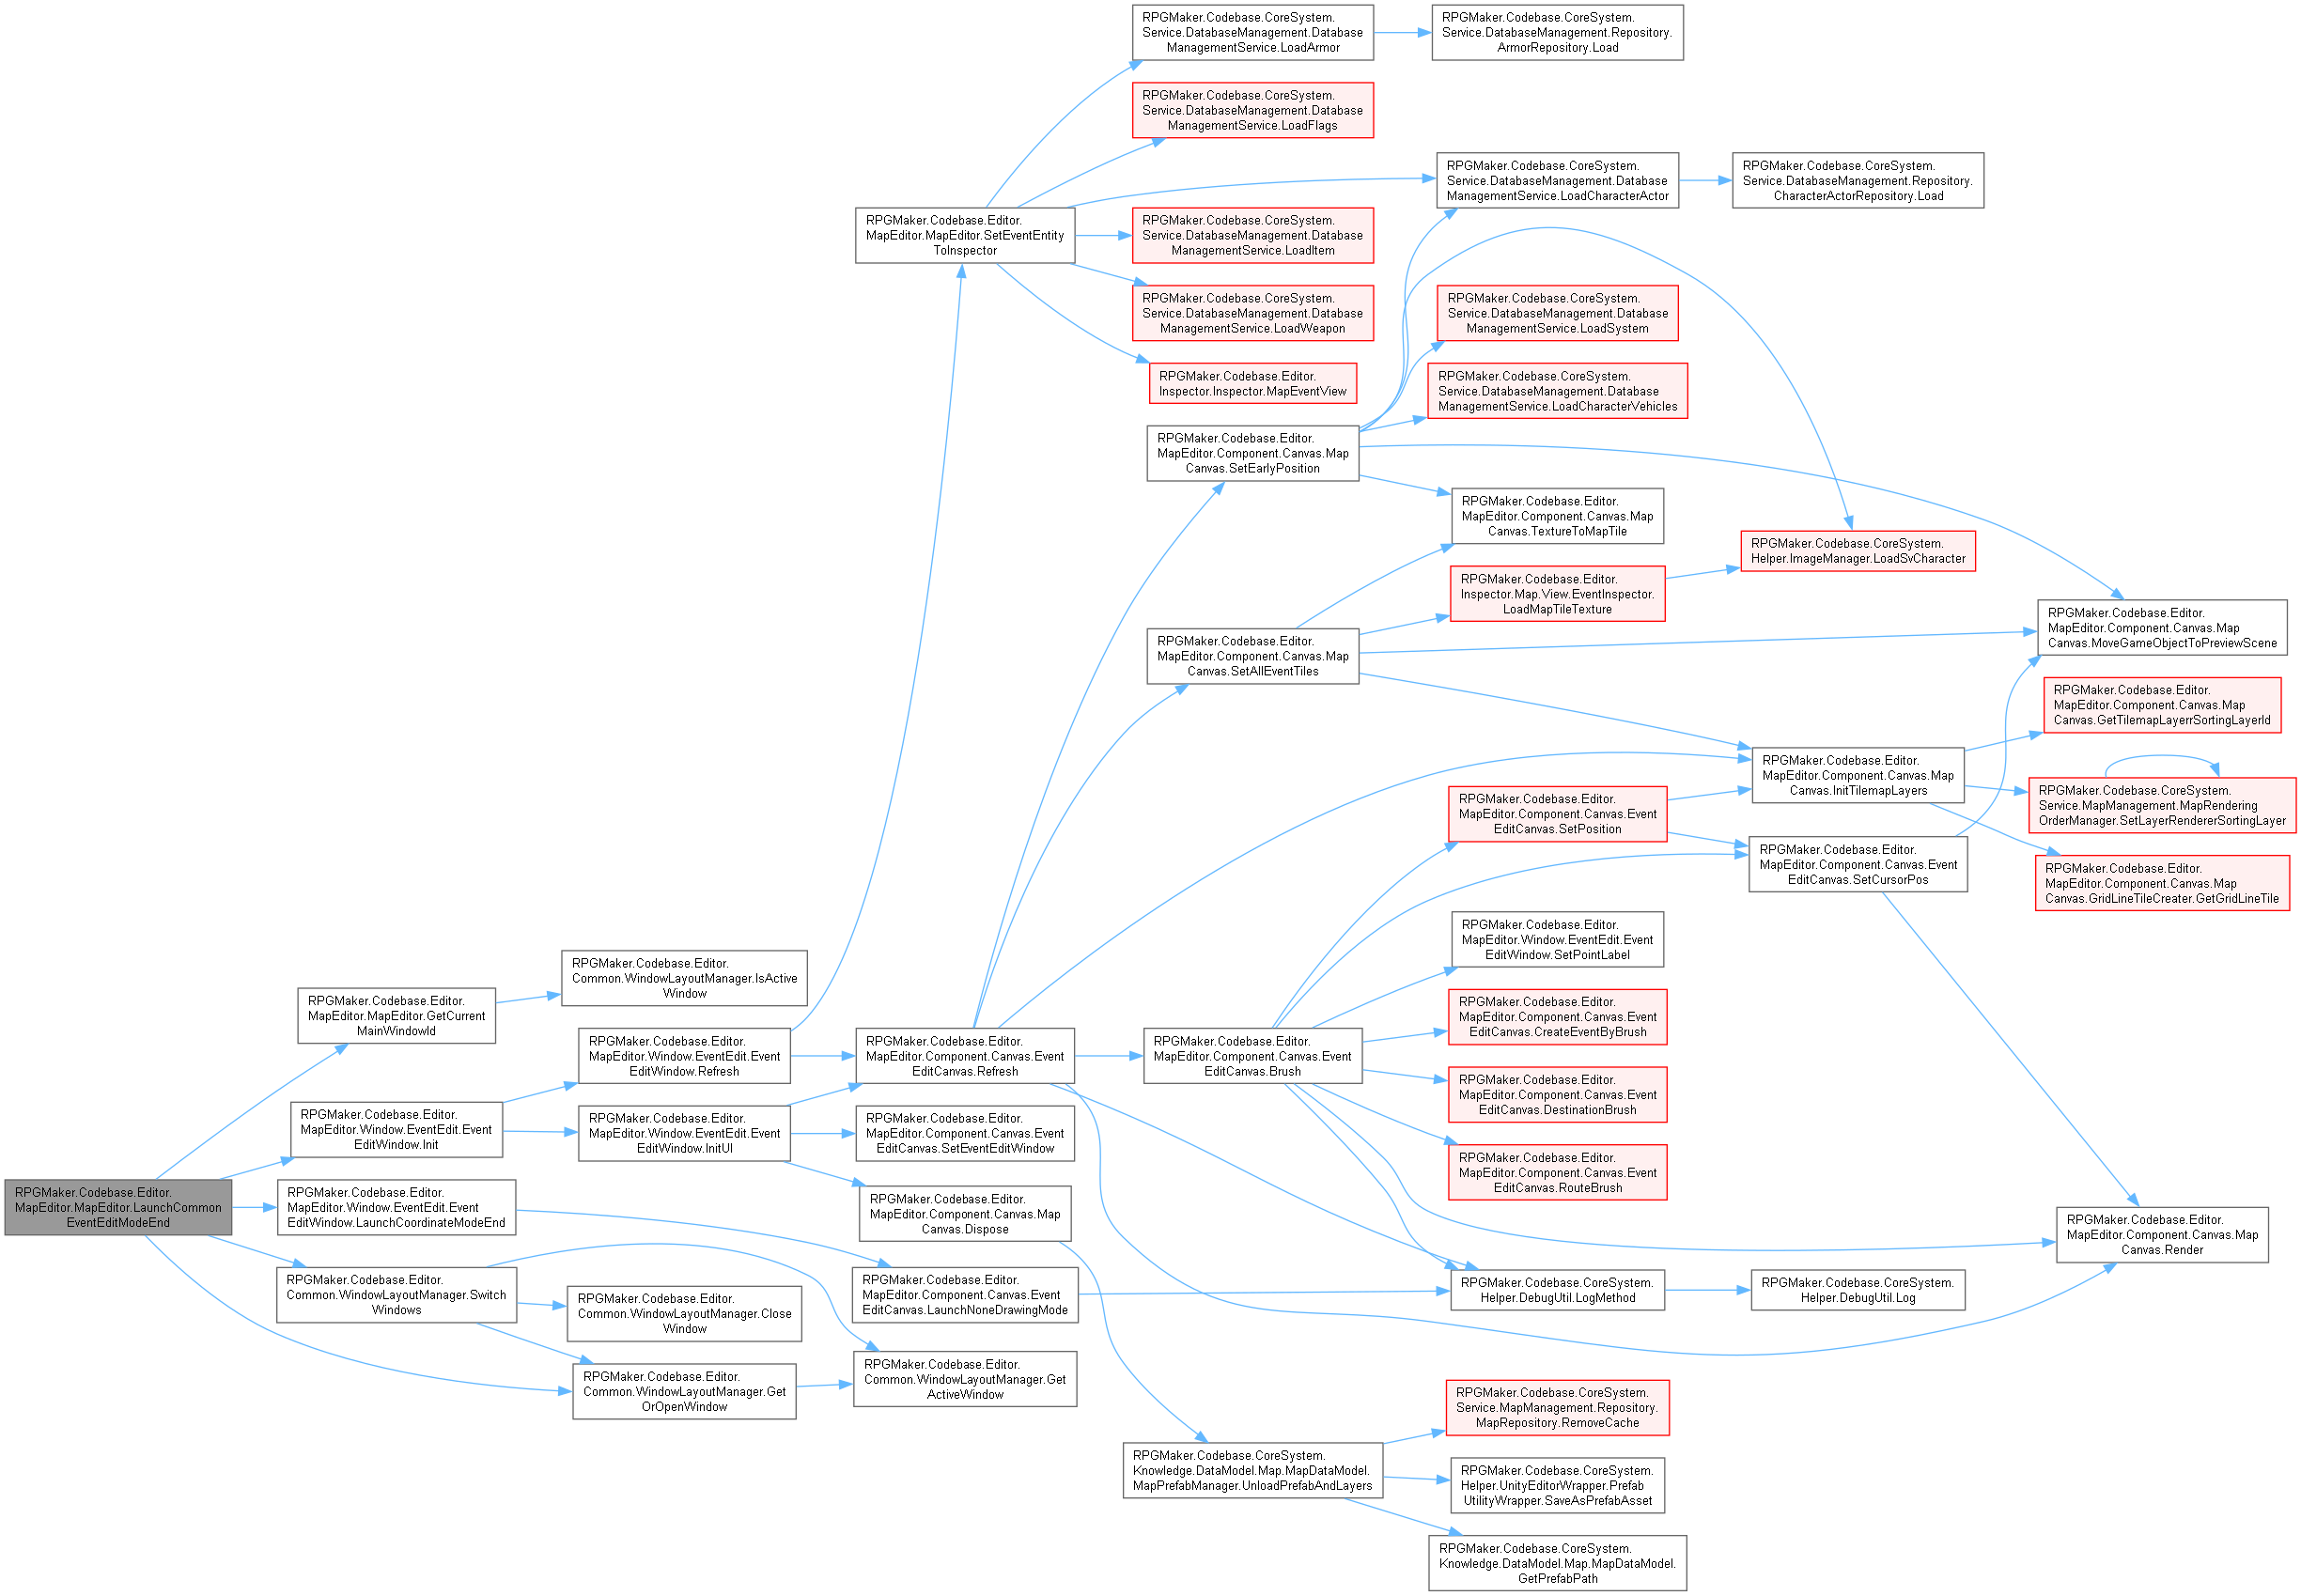 RPGMaker.Codebase.CoreSystem.
Service.DatabaseManagement.Database
ManagementService.LoadArmor
RPGMaker.Codebase.CoreSystem.
Service.DatabaseManagement.Repository.
ArmorRepository.Load
RPGMaker.Codebase.CoreSystem.
Service.DatabaseManagement.Database
ManagementService.LoadFlags
RPGMaker.Codebase.CoreSystem.
Service.DatabaseManagement.Database
ManagementService.LoadCharacterActor
RPGMaker.Codebase.CoreSystem.
Service.DatabaseManagement.Repository.
CharacterActorRepository.Load
RPGMaker.Codebase.Editor.
MapEditor.MapEditor.SetEventEntity
ToInspector
RPGMaker.Codebase.CoreSystem.
Service.DatabaseManagement.Database
ManagementService.LoadItem
RPGMaker.Codebase.CoreSystem.
Service.DatabaseManagement.Database
ManagementService.LoadWeapon
RPGMaker.Codebase.CoreSystem.
Service.DatabaseManagement.Database
ManagementService.LoadSystem
RPGMaker.Codebase.Editor.
Inspector.Inspector.MapEventView
RPGMaker.Codebase.CoreSystem.
Service.DatabaseManagement.Database
ManagementService.LoadCharacterVehicles
RPGMaker.Codebase.Editor.
MapEditor.Component.Canvas.Map
Canvas.SetEarlyPosition
RPGMaker.Codebase.Editor.
MapEditor.Component.Canvas.Map
Canvas.TextureToMapTile
RPGMaker.Codebase.CoreSystem.
Helper.ImageManager.LoadSvCharacter
RPGMaker.Codebase.Editor.
Inspector.Map.View.EventInspector.
LoadMapTileTexture
RPGMaker.Codebase.Editor.
MapEditor.Component.Canvas.Map
Canvas.MoveGameObjectToPreviewScene
RPGMaker.Codebase.Editor.
MapEditor.Component.Canvas.Map
Canvas.SetAllEventTiles
RPGMaker.Codebase.Editor.
MapEditor.Component.Canvas.Map
Canvas.GetTilemapLayerrSortingLayerId
RPGMaker.Codebase.Editor.
MapEditor.Component.Canvas.Map
Canvas.InitTilemapLayers
RPGMaker.Codebase.CoreSystem.
Service.MapManagement.MapRendering
OrderManager.SetLayerRendererSortingLayer
RPGMaker.Codebase.Editor.
MapEditor.Component.Canvas.Event
EditCanvas.SetPosition
RPGMaker.Codebase.Editor.
MapEditor.Component.Canvas.Event
EditCanvas.SetCursorPos
RPGMaker.Codebase.Editor.
MapEditor.Component.Canvas.Map
Canvas.GridLineTileCreater.GetGridLineTile
RPGMaker.Codebase.Editor.
MapEditor.Window.EventEdit.Event
EditWindow.SetPointLabel
RPGMaker.Codebase.Editor.
Common.WindowLayoutManager.IsActive
Window
RPGMaker.Codebase.Editor.
MapEditor.MapEditor.GetCurrent
MainWindowId
RPGMaker.Codebase.Editor.
MapEditor.Component.Canvas.Event
EditCanvas.CreateEventByBrush
RPGMaker.Codebase.Editor.
MapEditor.Window.EventEdit.Event
EditWindow.Refresh
RPGMaker.Codebase.Editor.
MapEditor.Component.Canvas.Event
EditCanvas.Refresh
RPGMaker.Codebase.Editor.
MapEditor.Component.Canvas.Event
EditCanvas.Brush
RPGMaker.Codebase.Editor.
MapEditor.Component.Canvas.Event
EditCanvas.DestinationBrush
RPGMaker.Codebase.Editor.
MapEditor.Window.EventEdit.Event
EditWindow.Init
RPGMaker.Codebase.Editor.
MapEditor.Window.EventEdit.Event
EditWindow.InitUI
RPGMaker.Codebase.Editor.
MapEditor.Component.Canvas.Event
EditCanvas.SetEventEditWindow
RPGMaker.Codebase.Editor.
MapEditor.Component.Canvas.Event
EditCanvas.RouteBrush
RPGMaker.Codebase.Editor.
MapEditor.MapEditor.LaunchCommon
EventEditModeEnd
RPGMaker.Codebase.Editor.
MapEditor.Window.EventEdit.Event
EditWindow.LaunchCoordinateModeEnd
RPGMaker.Codebase.Editor.
MapEditor.Component.Canvas.Map
Canvas.Dispose
RPGMaker.Codebase.Editor.
MapEditor.Component.Canvas.Map
Canvas.Render
RPGMaker.Codebase.Editor.
Common.WindowLayoutManager.Switch
Windows
RPGMaker.Codebase.Editor.
Common.WindowLayoutManager.Close
Window
RPGMaker.Codebase.Editor.
MapEditor.Component.Canvas.Event
EditCanvas.LaunchNoneDrawingMode
RPGMaker.Codebase.CoreSystem.
Helper.DebugUtil.LogMethod
RPGMaker.Codebase.CoreSystem.
Helper.DebugUtil.Log
RPGMaker.Codebase.Editor.
Common.WindowLayoutManager.Get
OrOpenWindow
RPGMaker.Codebase.Editor.
Common.WindowLayoutManager.Get
ActiveWindow
RPGMaker.Codebase.CoreSystem.
Service.MapManagement.Repository.
MapRepository.RemoveCache
RPGMaker.Codebase.CoreSystem.
Knowledge.DataModel.Map.MapDataModel.
MapPrefabManager.UnloadPrefabAndLayers
RPGMaker.Codebase.CoreSystem.
Helper.UnityEditorWrapper.Prefab
UtilityWrapper.SaveAsPrefabAsset
RPGMaker.Codebase.CoreSystem.
Knowledge.DataModel.Map.MapDataModel.
GetPrefabPath